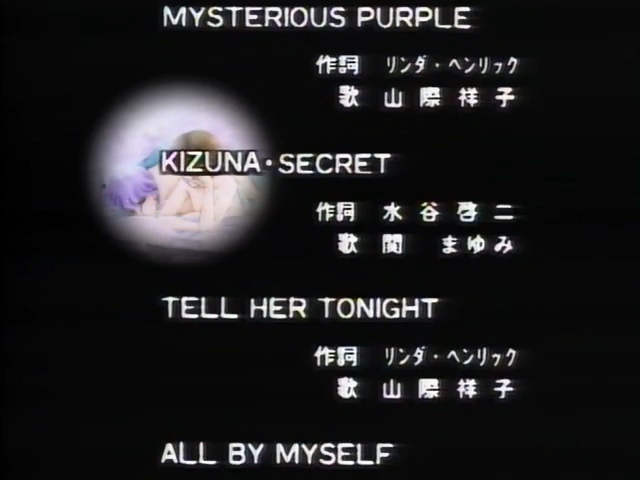 MYSTERIOUS PURPLE
作詞 リンダ・ヘンリック
歌 山際祥子
KIZUNA・SECRET
作詞 水谷啓二
歌 関 まゆみ
TELL HER TONIGHT
作詞 リンダ・ヘンリック
歌 山際祥子
ALL BY MYSELF